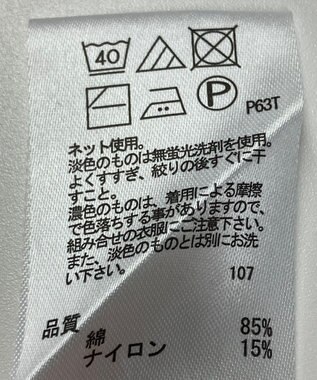 40
P
P63T
ネット使用。
淡色のものは無蛍光洗剤を使用。
よくすすぎ、絞りの後すぐに干
すこと。
濃色のものは、着用による摩擦
で色落ちする事がありますので、
組み合せの衣服にご注意下さい。
また、淡色のものとは別にお洗
い下さい。
107
品質 綿 85%
ナイロン 15%